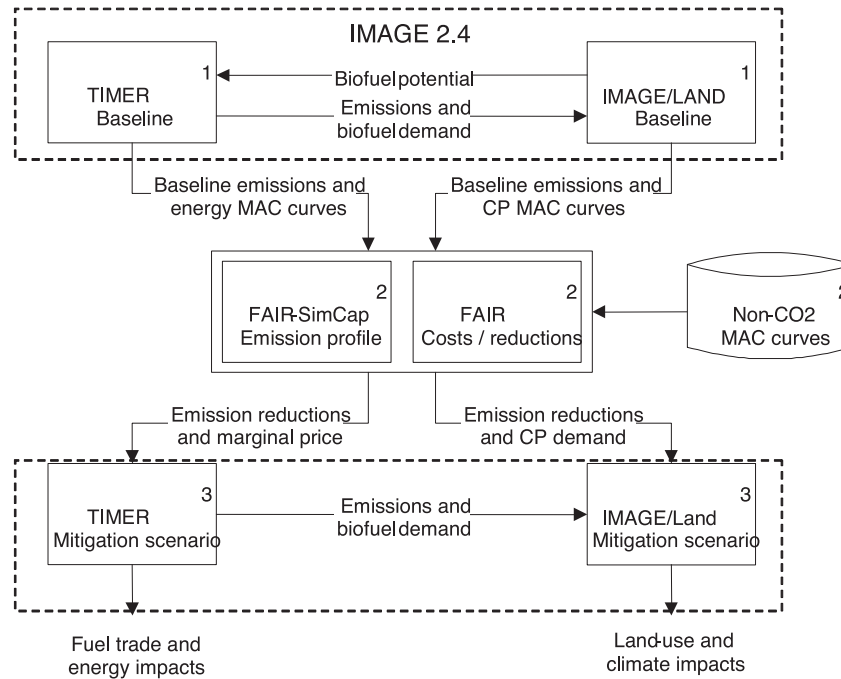 IMAGE 2.4
1
TIMER
Baseline
Biofuel potential
Emissions and
biofuel demand
1
IMAGE/LAND
Baseline
Baseline emissions and
energy MAC curves
Baseline emissions and
CP MAC curves
2
FAIR-SimCap
Emission profile
2
FAIR
Costs / reductions
2
Non-CO2
MAC curves
Emission reductions
and marginal price
Emission reductions
and CP demand
3
TIMER
Mitigation scenario
Emissions and
biofuel demand
3
IMAGE/Land
Mitigation scenario
Fuel trade and
energy impacts
Land-use and
climate impacts